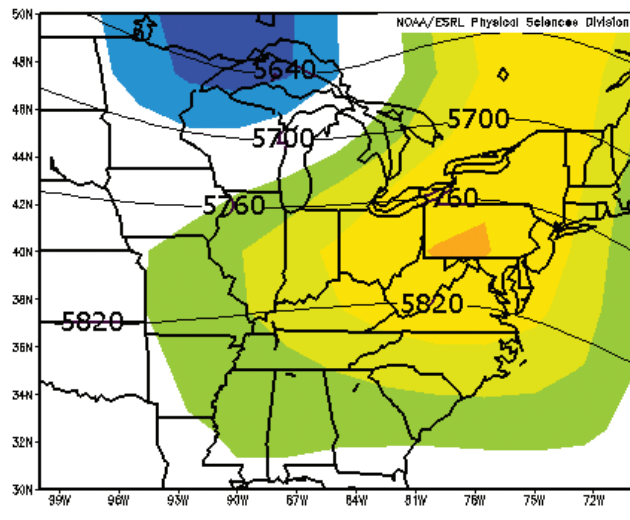 50N
NOAA/ESRL Physical Sciences Division
48N
5640
46N
5700
5700
44N
42N
5760
5760
40N
38N
5820
5820
36N
34N
32N
30N
99W 96W 93W 90W 87W 84W 81W 78W 75W 72W